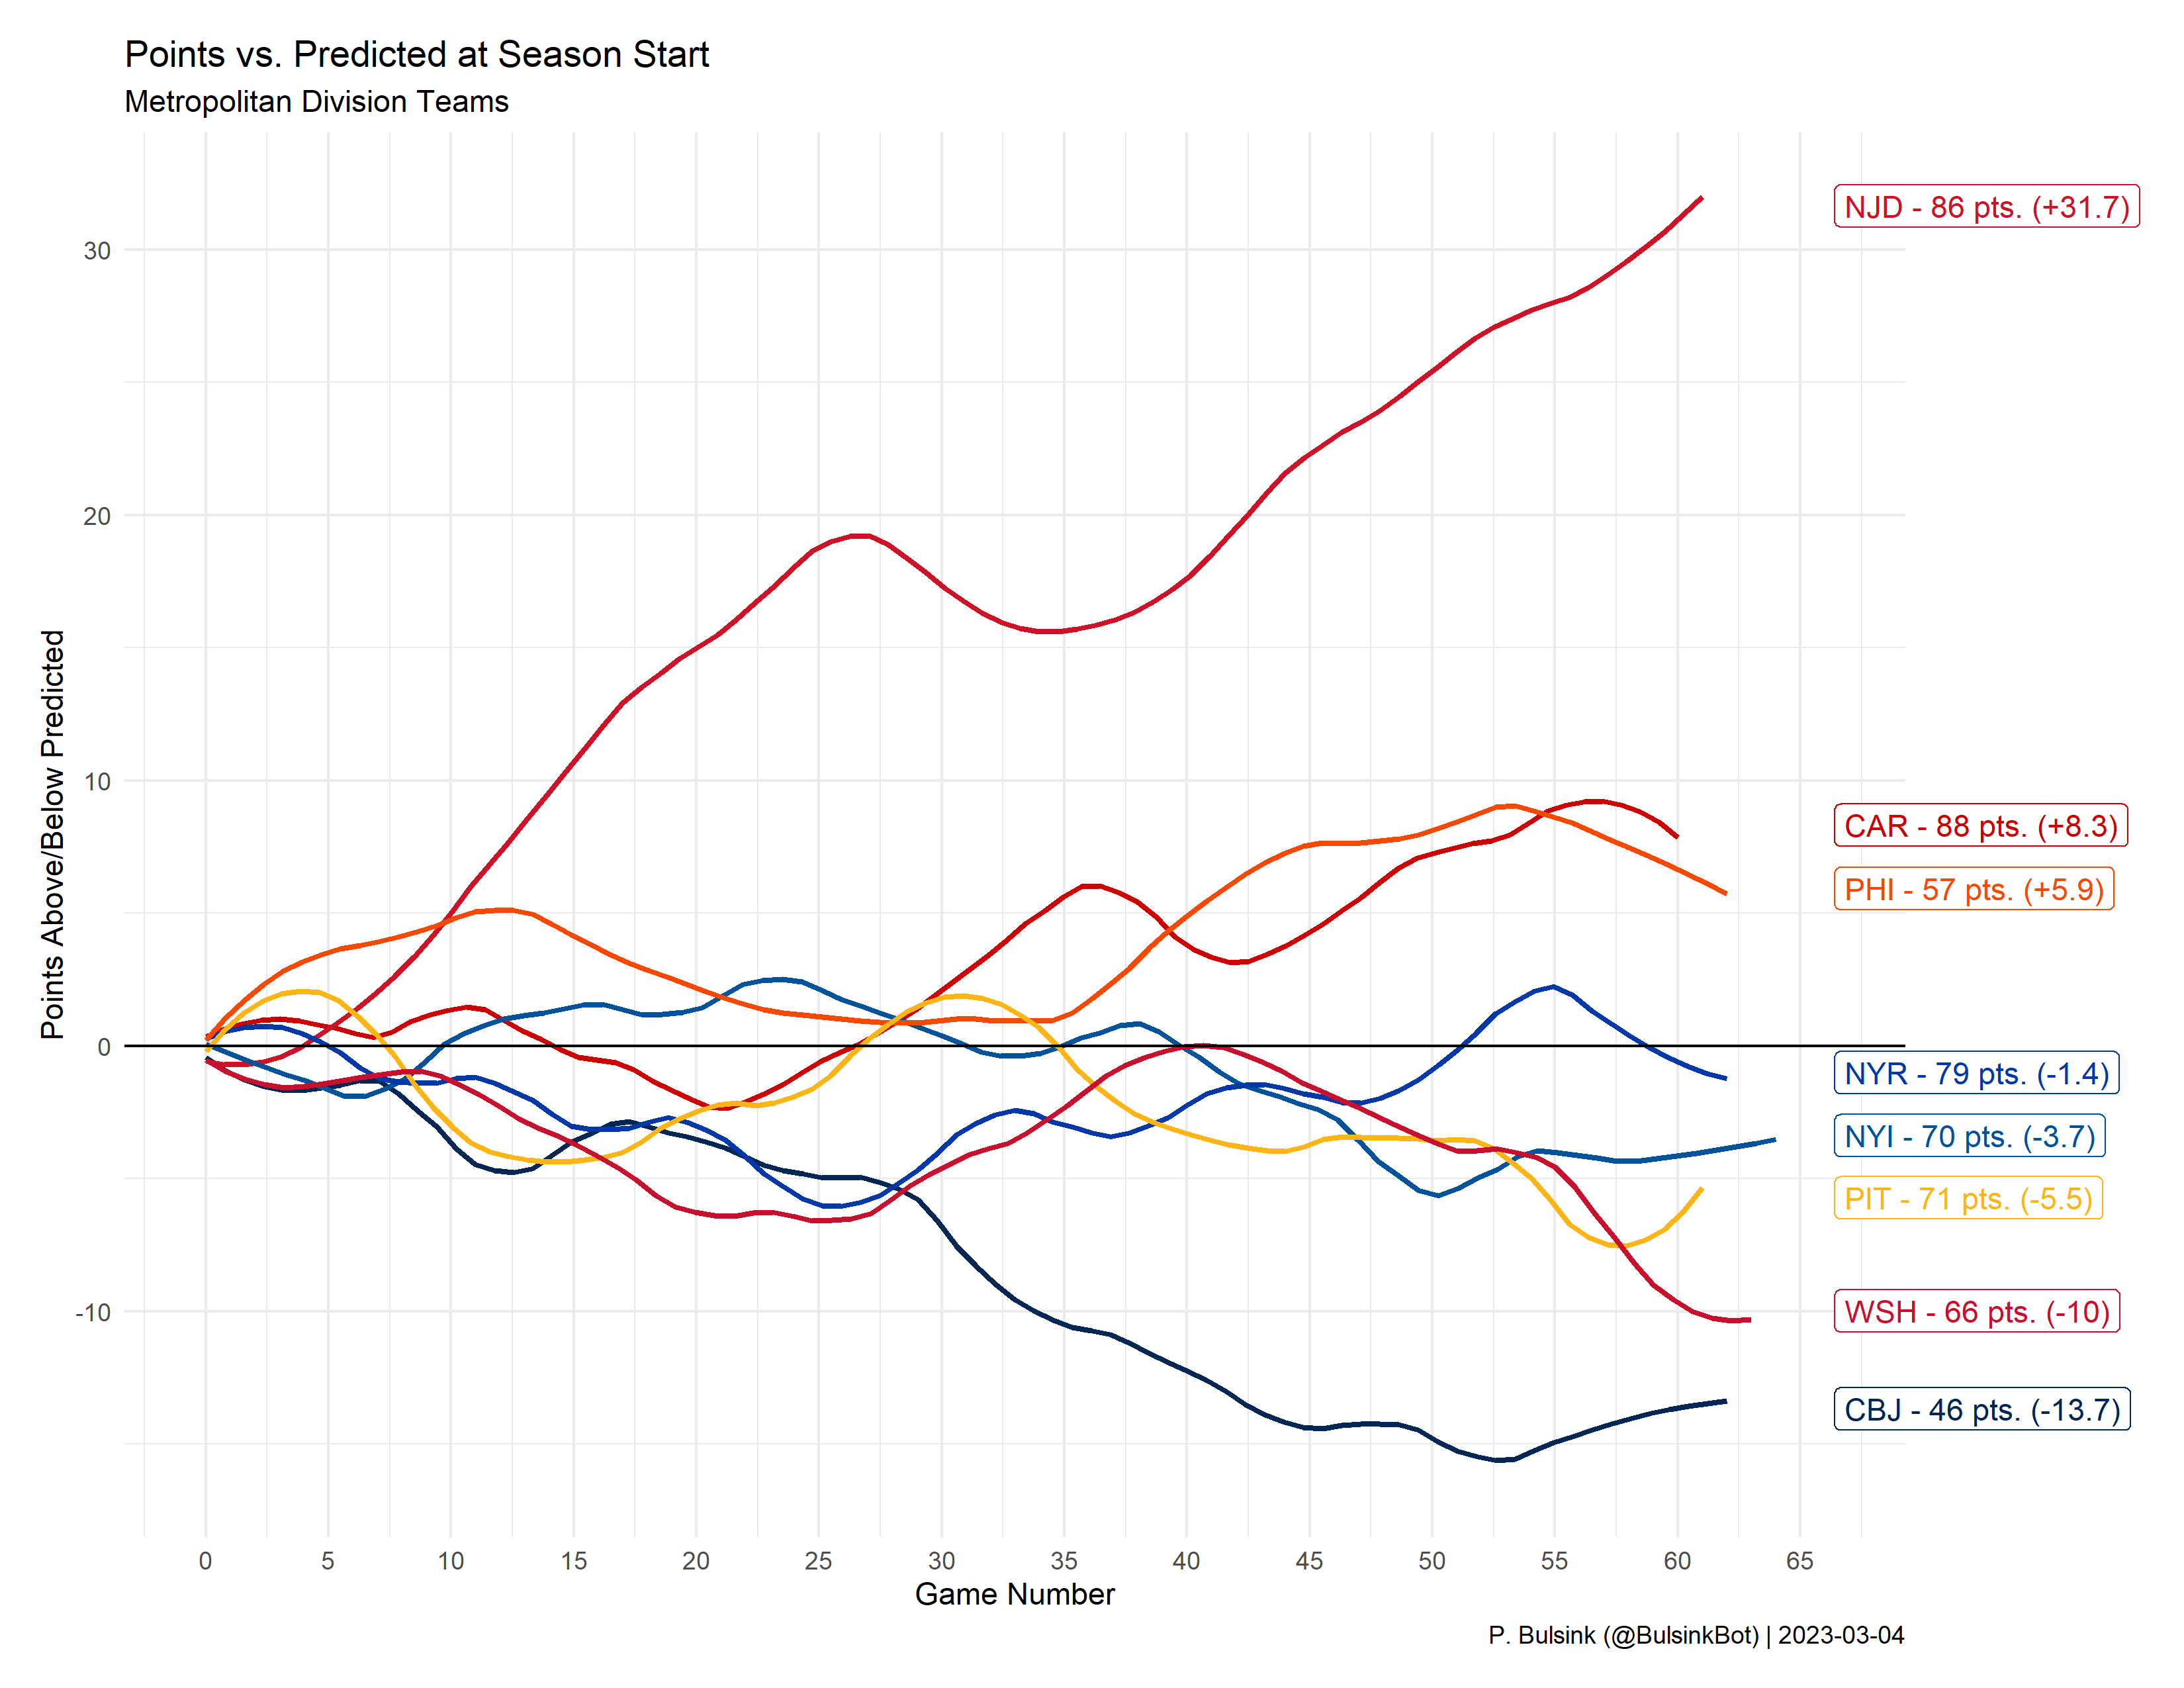 Points vs. Predicted at Season Start
Metropolitan Division Teams
Points Above/Below Predicted
30
20
10
0
-10
NJD - 86 pts. (+31.7)
CAR - 88 pts. (+8.3)
PHI - 57 pts. (+5.9)
NYR - 79 pts. (-1.4)
NYI - 70 pts. (-3.7)
PIT - 71 pts. (-5.5)
WSH - 66 pts. (-10)
CBJ - 46 pts. (-13.7)
0 5 10 15 20 25 30 35 40 45 50 55 60 65
Game Number
P. Bulsink (@BulsinkBot) | 2023-03-04